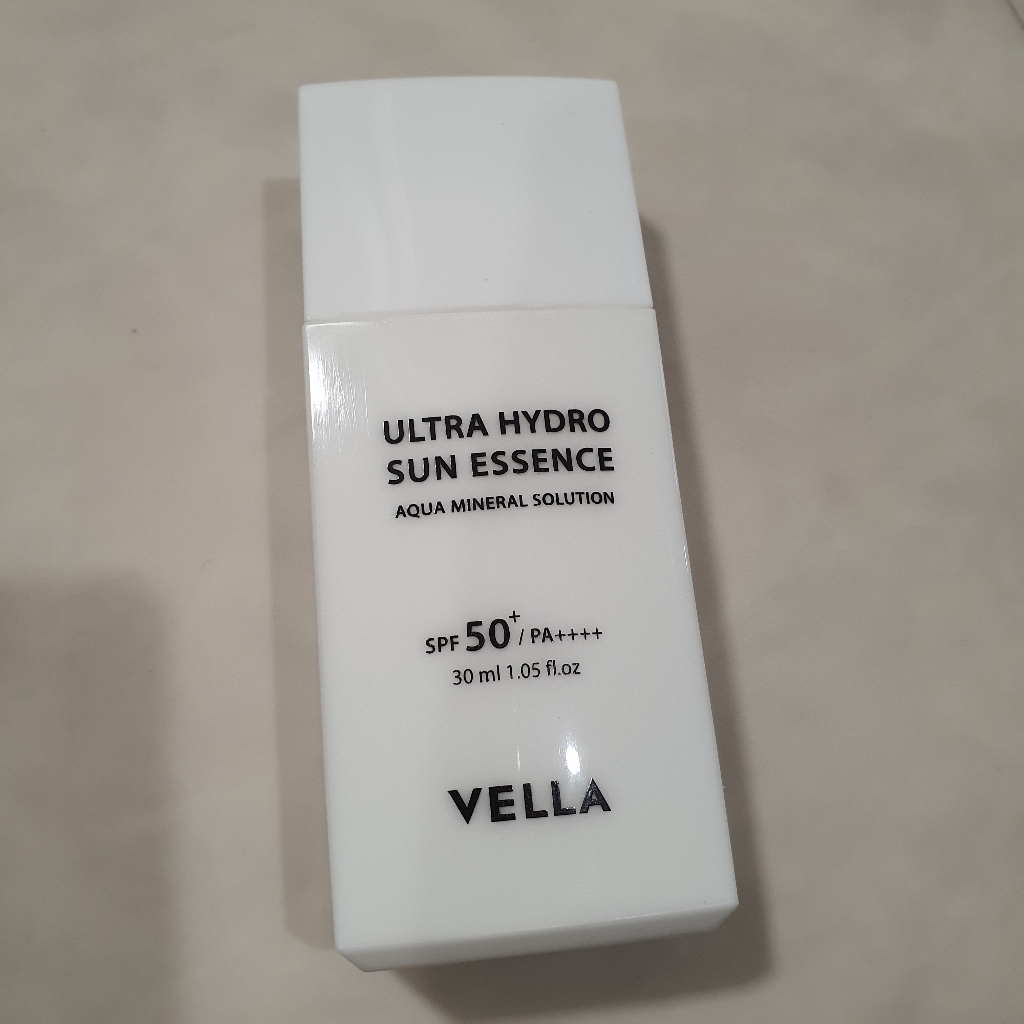 ULTRA HYDRO
SUN ESSENCE
AQUA MINERAL SOLUTION
SPF 50+ / PA++++
30 ml 1.05 fl.oz
VELLA